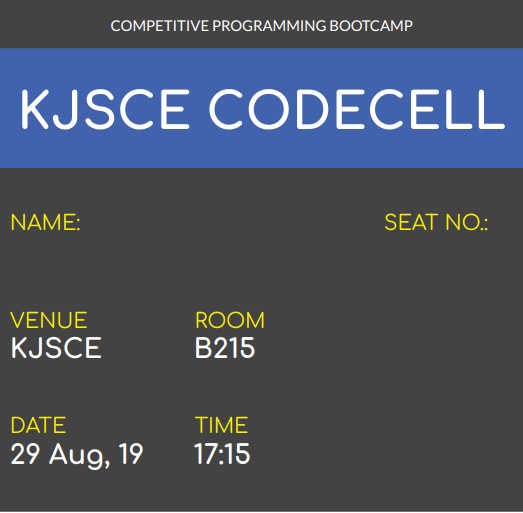 COMPETITIVE PROGRAMMING BOOTCAMP
KJSCE CODECELL
NAME: SEAT NO.:
VENUE ROOM
KJSCE B215
DATE TIME
29 Aug, 19 17:15